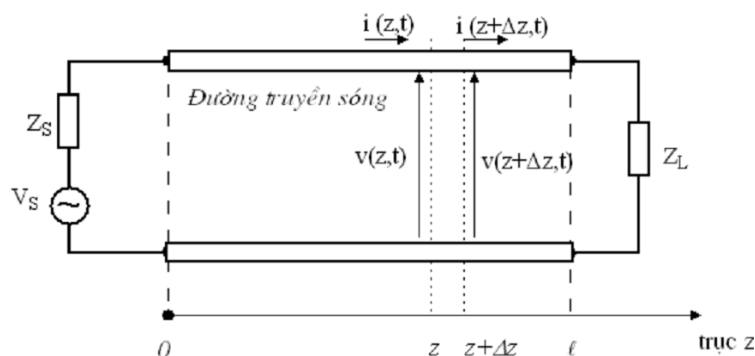 i (z,t) i (z+Δz,t)
Đường truyền sóng
Z_S
v(z,t) v(z+Δz,t) Z_L
V_S
0 z z+Δz ℓ trục z